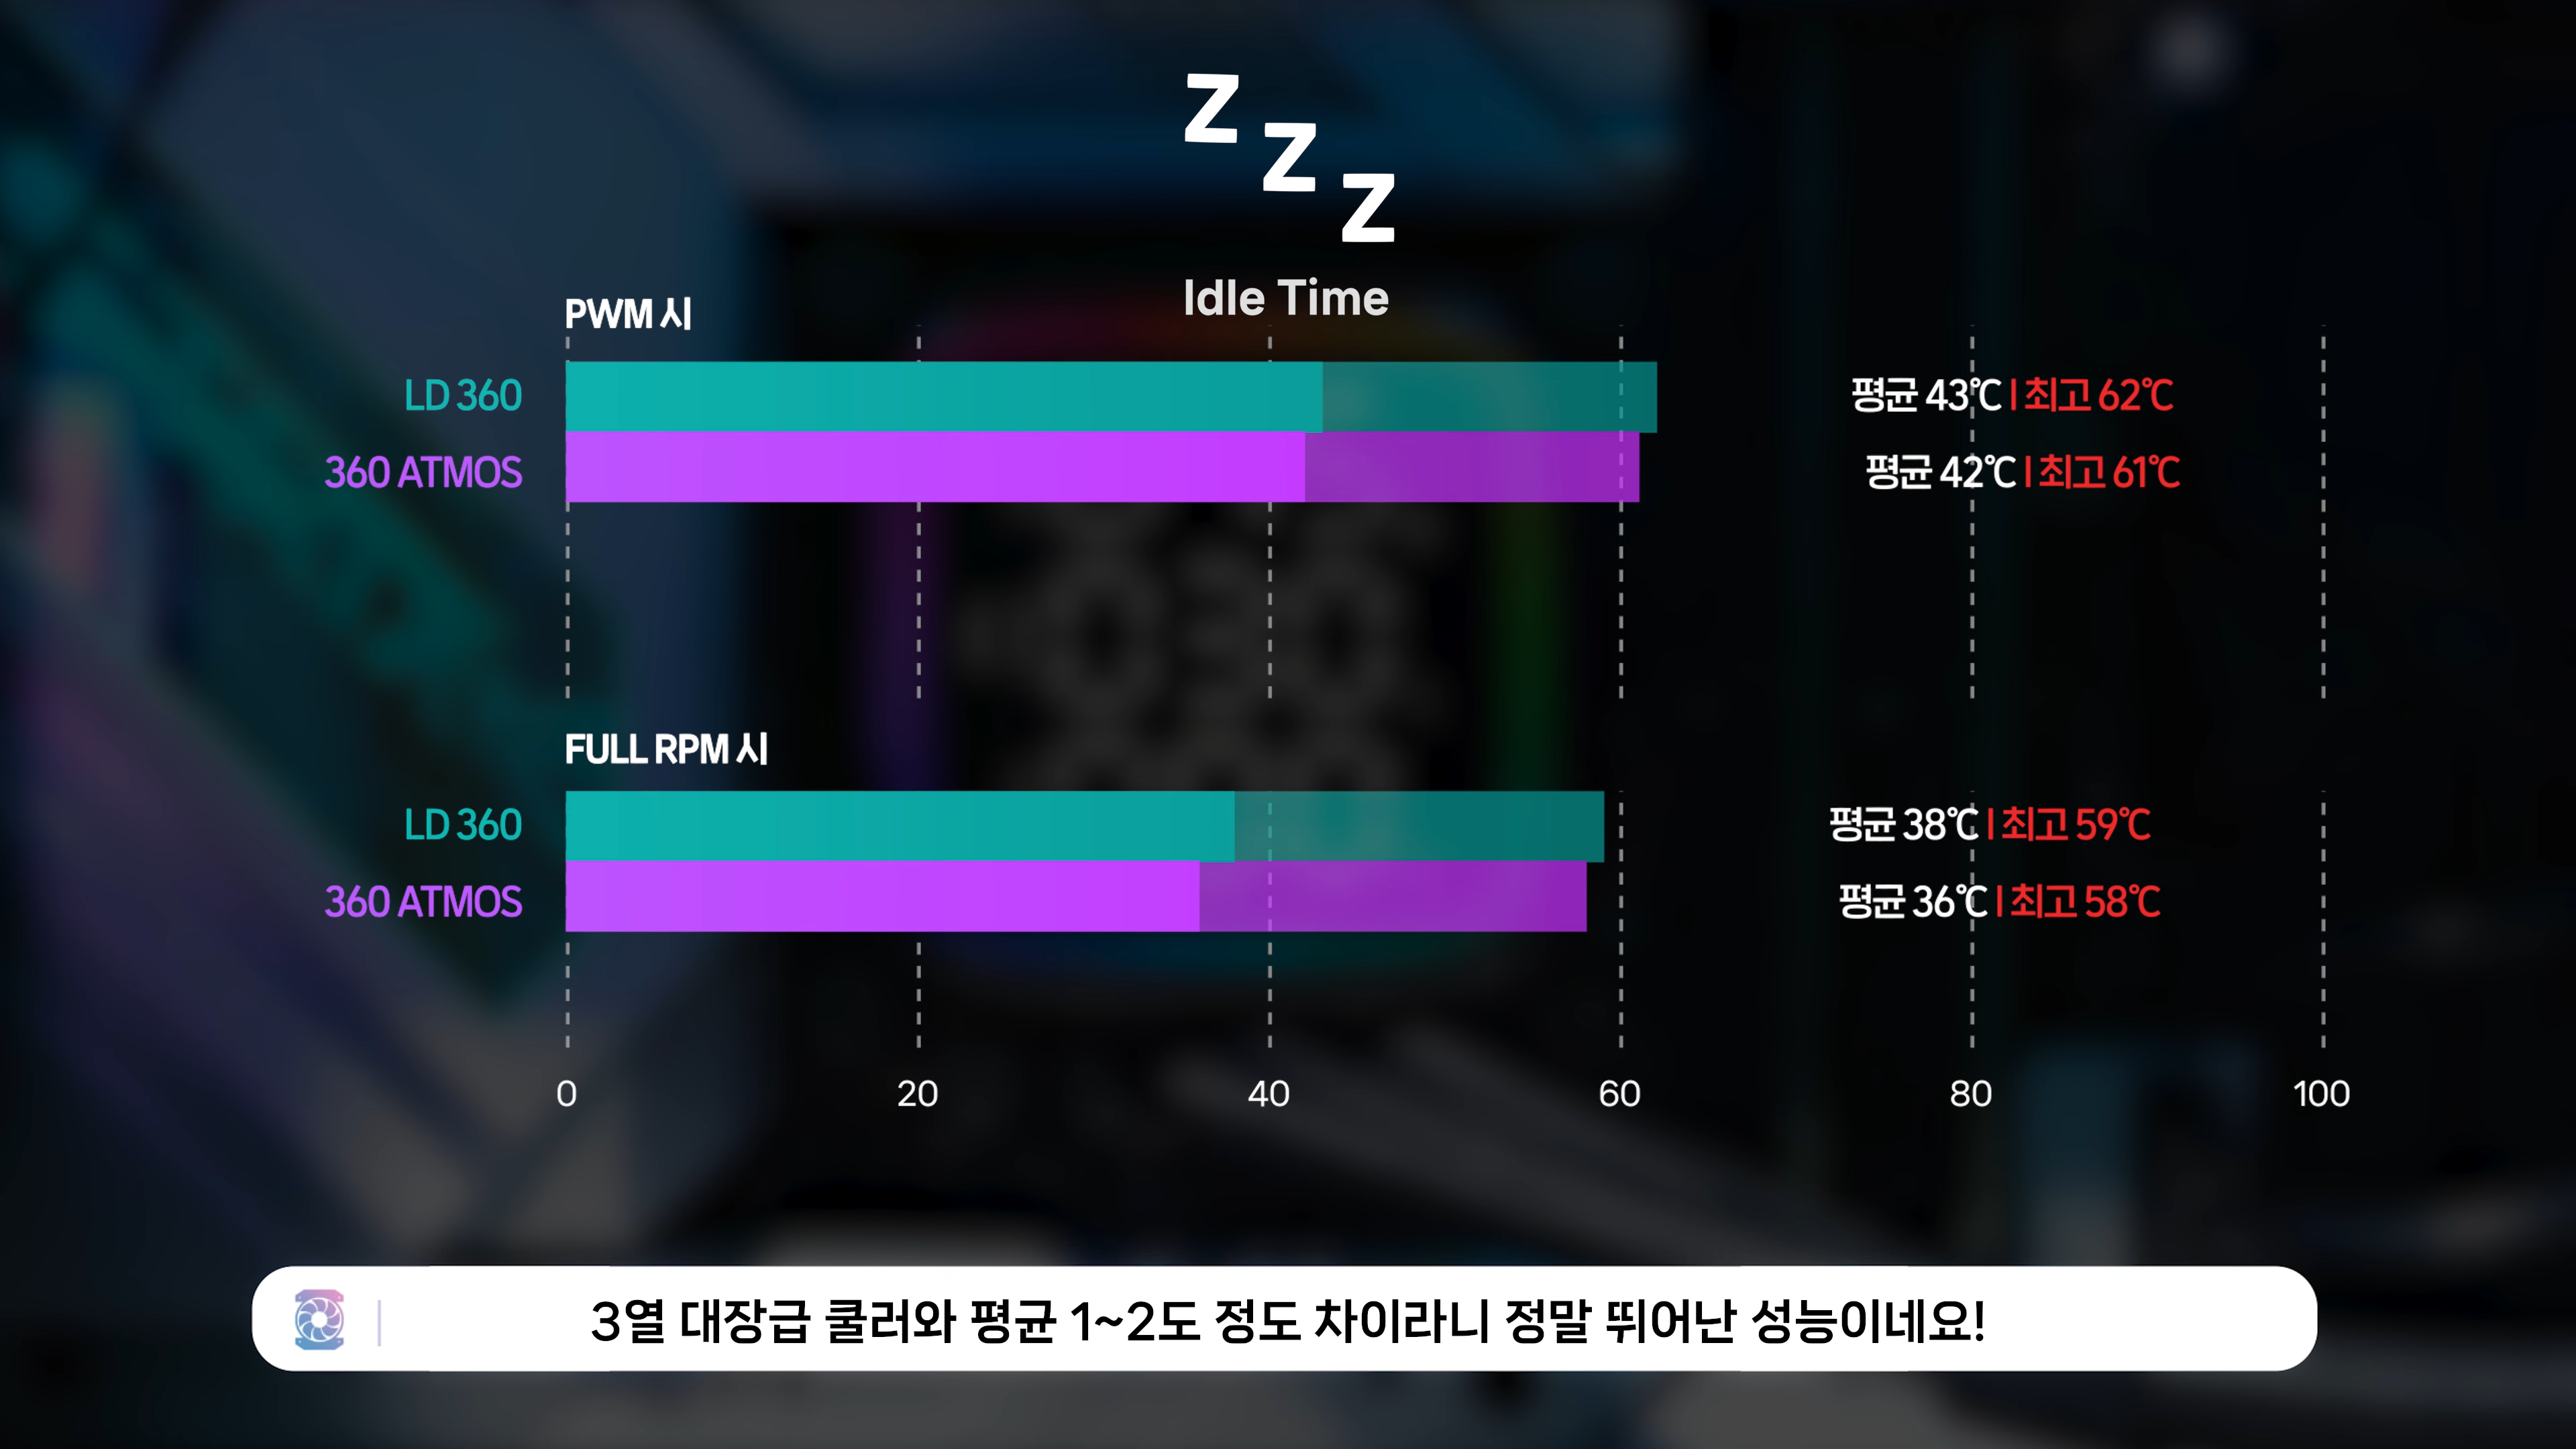 z
z
z
Idle Time
PWM 시
LD 360
평균 43℃ | 최고 62℃
360 ATMOS
평균 42℃ | 최고 61℃
FULL RPM 시
LD 360
평균 38℃ | 최고 59℃
360 ATMOS
평균 36℃ | 최고 58℃
0 20 40 60 80 100
3열 대장급 쿨러와 평균 1~2도 정도 차이라니 정말 뛰어난 성능이네요!